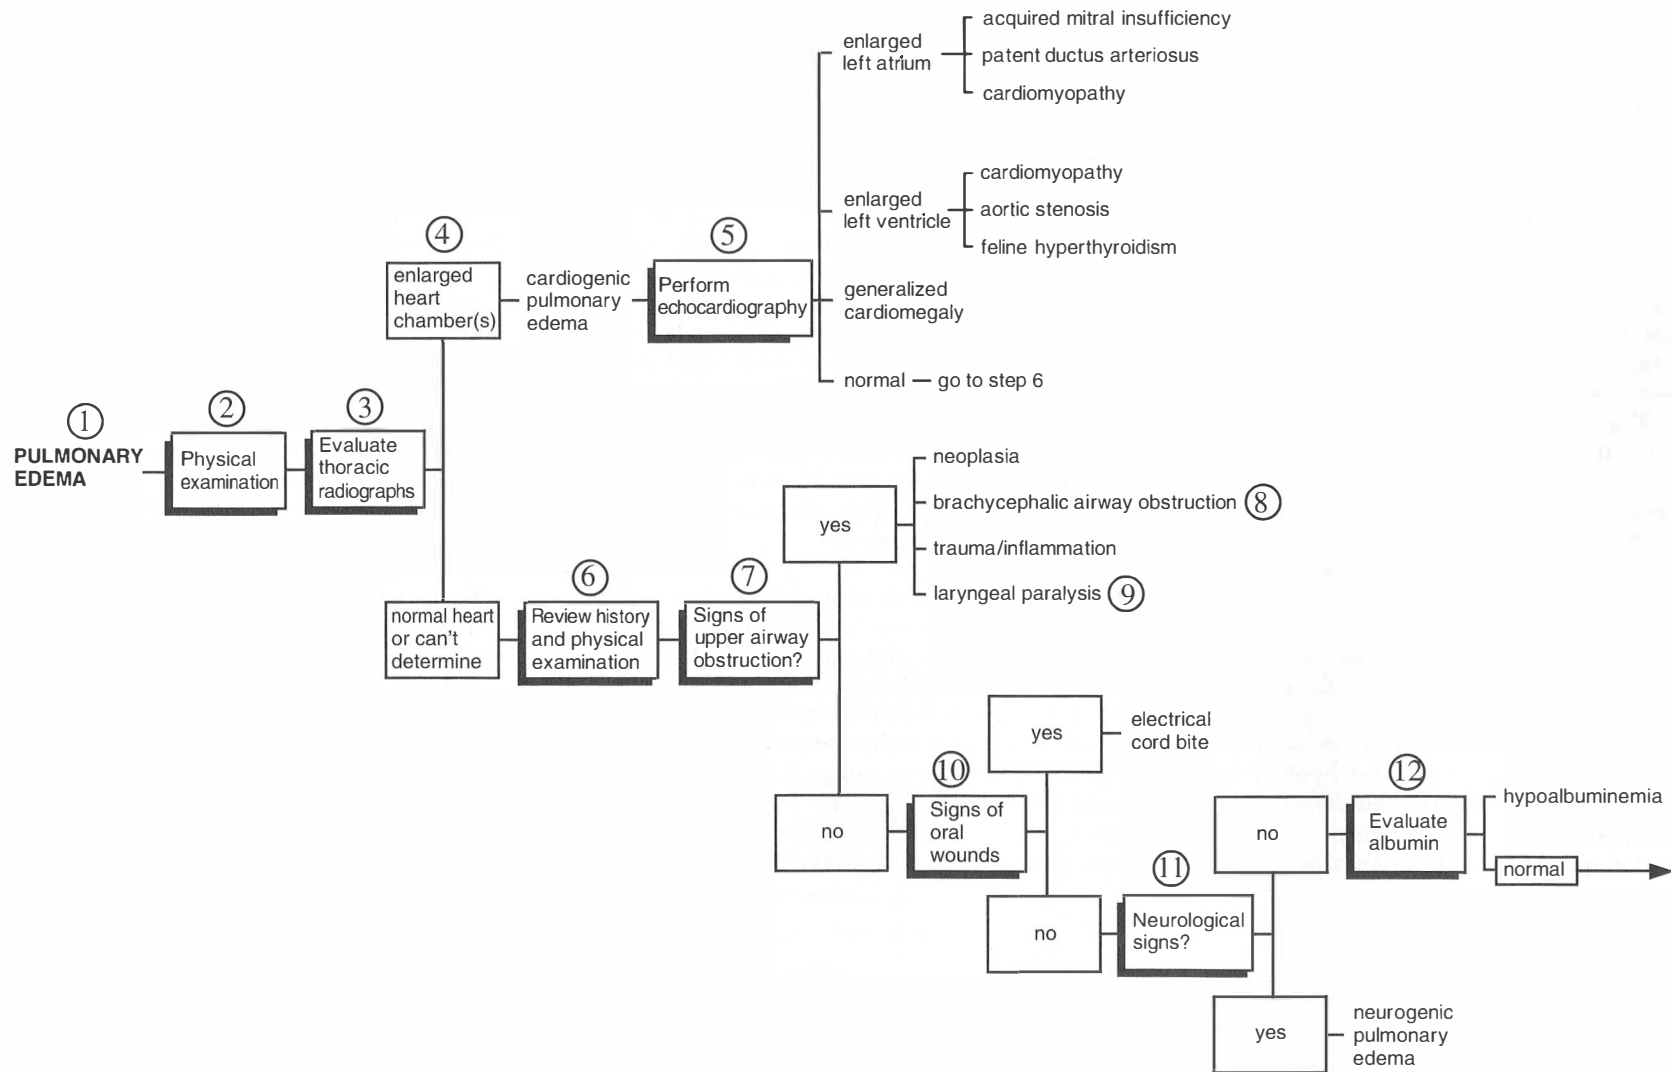 1
PULMONARY
EDEMA
2
Physical
examination
3
Evaluate
thoracic
radiographs
4
enlarged
heart
chamber(s)
cardiogenic
pulmonary
edema
5
Perform
echocardiography
enlarged
left atrium
acquired mitral insufficiency
patent ductus arteriosus
cardiomyopathy
enlarged
left ventricle
cardiomyopathy
aortic stenosis
feline hyperthyroidism
generalized
cardiomegaly
normal — go to step 6
normal heart
or can't
determine
6
Review history
and physical
examination
7
Signs of
upper airway
obstruction?
yes
neoplasia
brachycephalic airway obstruction 8
trauma/inflammation
laryngeal paralysis 9
no
10
Signs of
oral
wounds
yes
electrical
cord bite
no
11
Neurological
signs?
no
12
Evaluate
albumin
hypoalbuminemia
normal
yes
neurogenic
pulmonary
edema